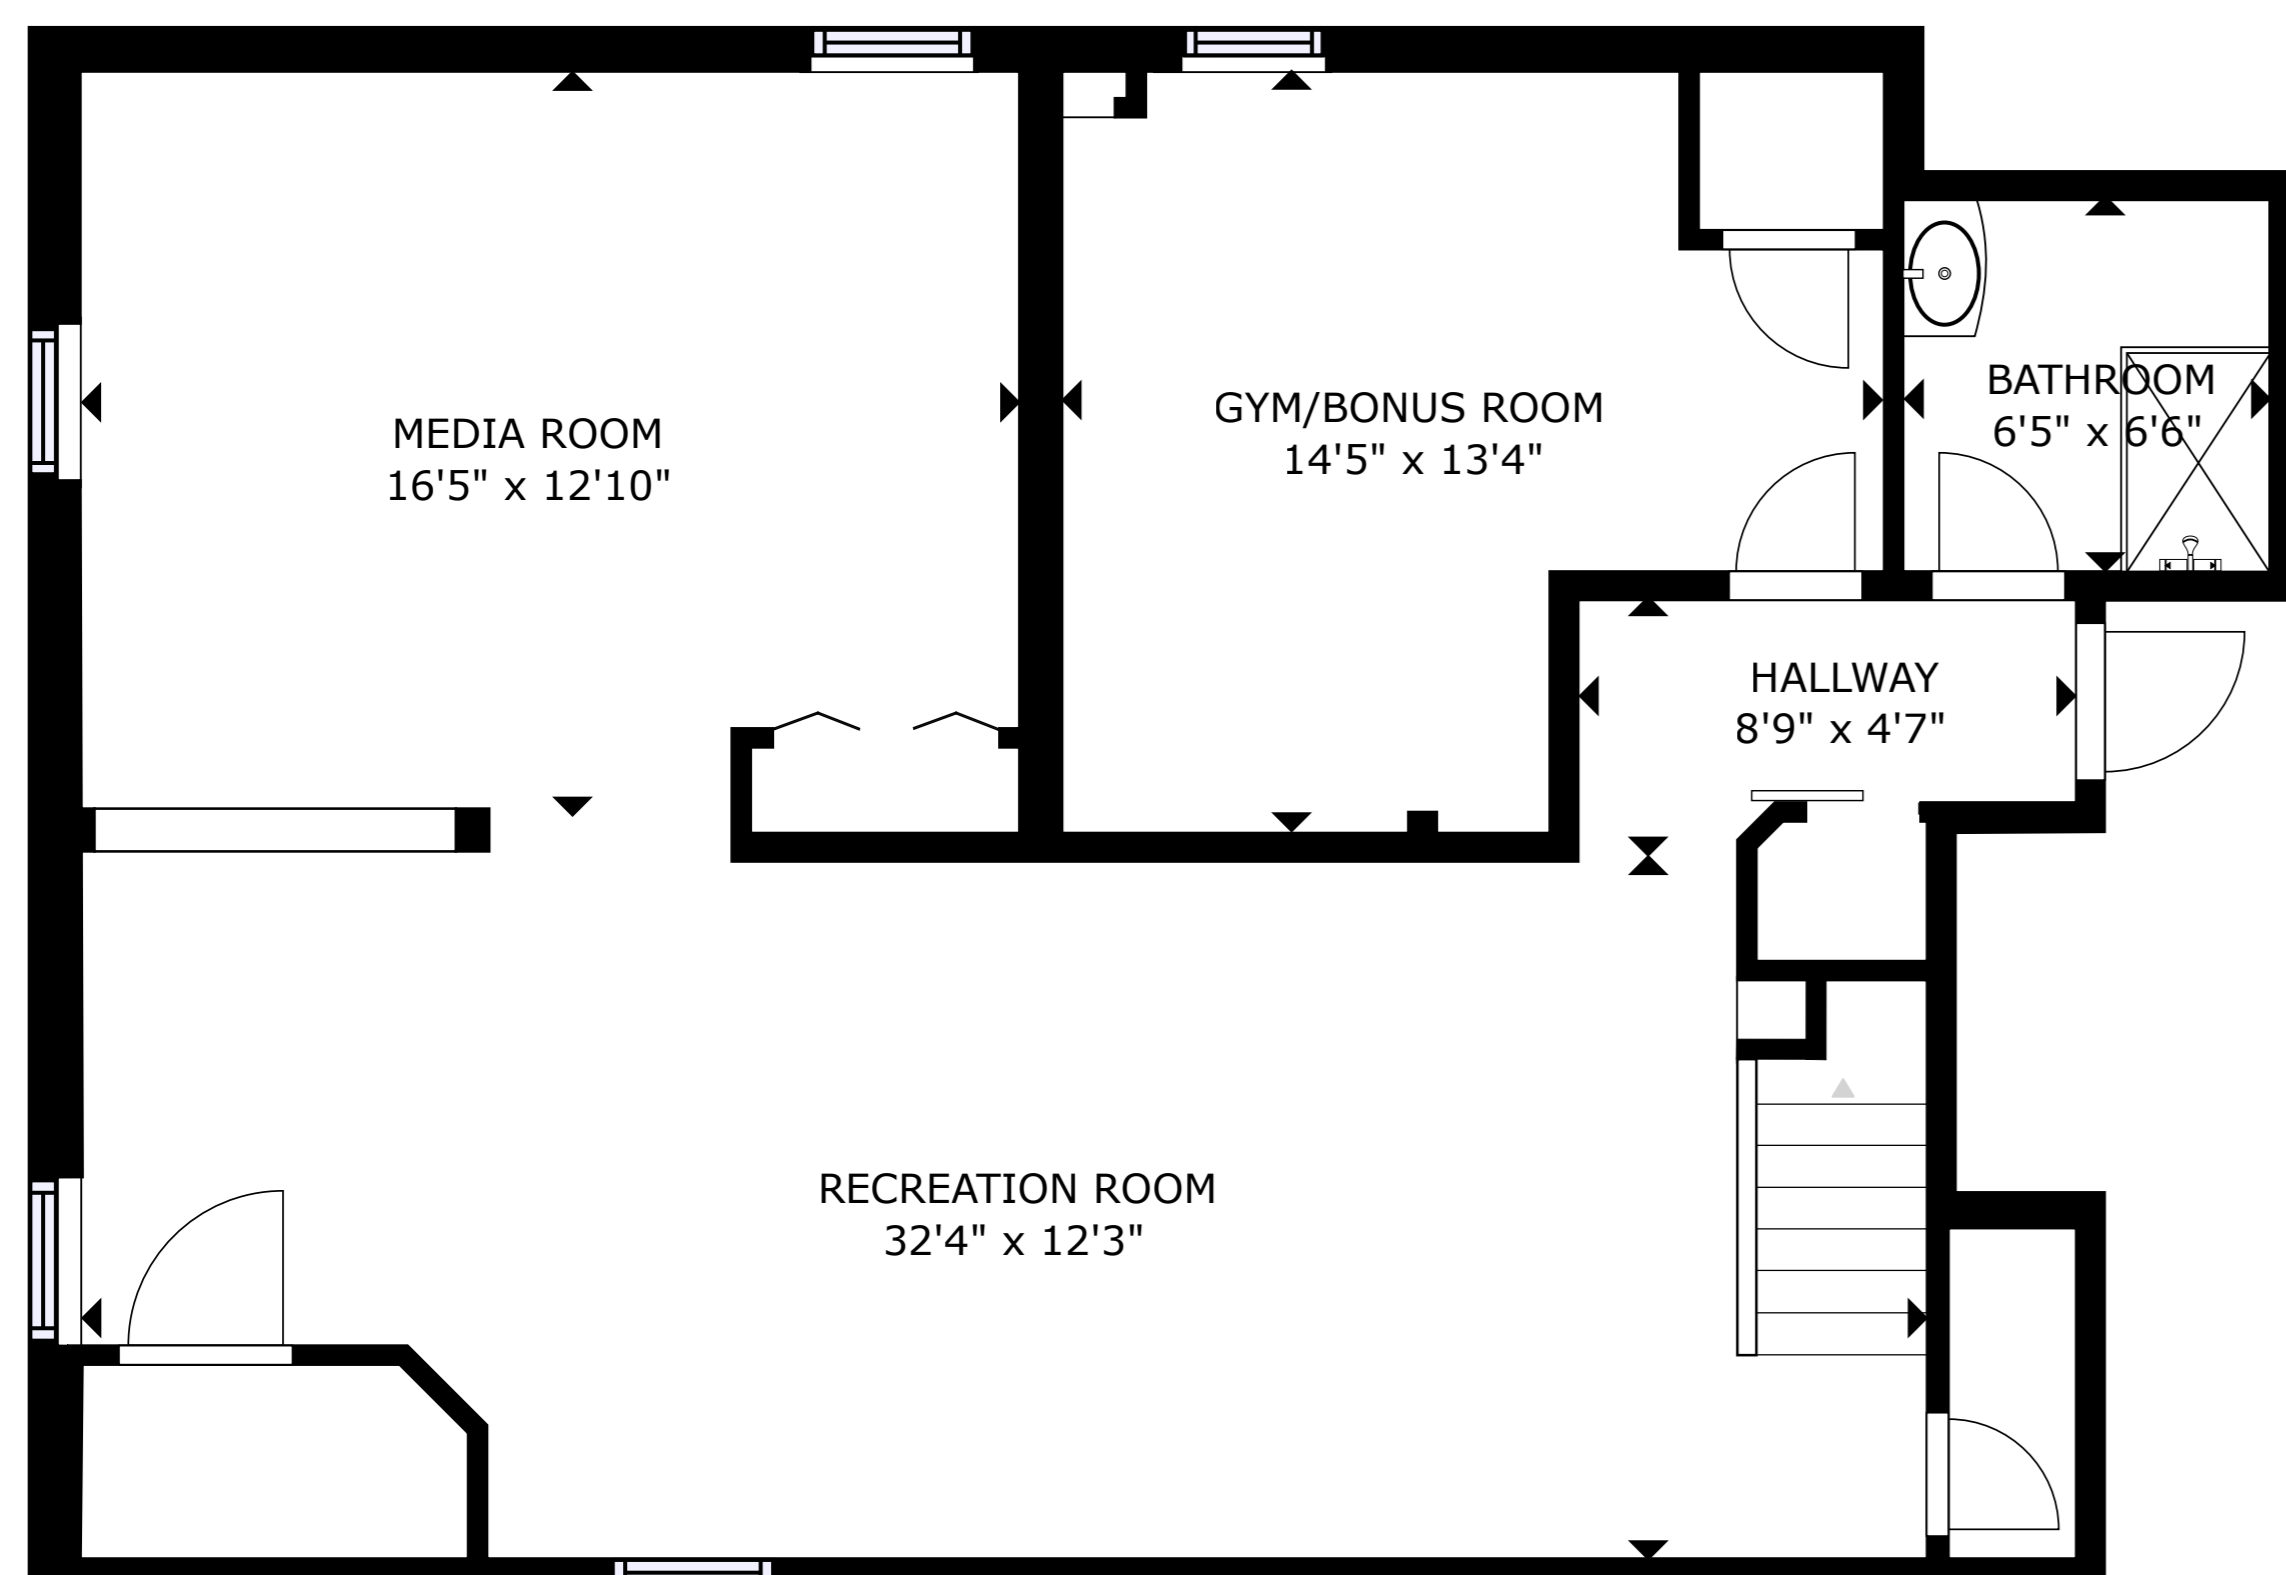 MEDIA ROOM
16'5" x 12'10"
GYM/BONUS ROOM
14'5" x 13'4"
BATHROOM
6'5" x 6'6"
HALLWAY
8'9" x 4'7"
RECREATION ROOM
32'4" x 12'3"